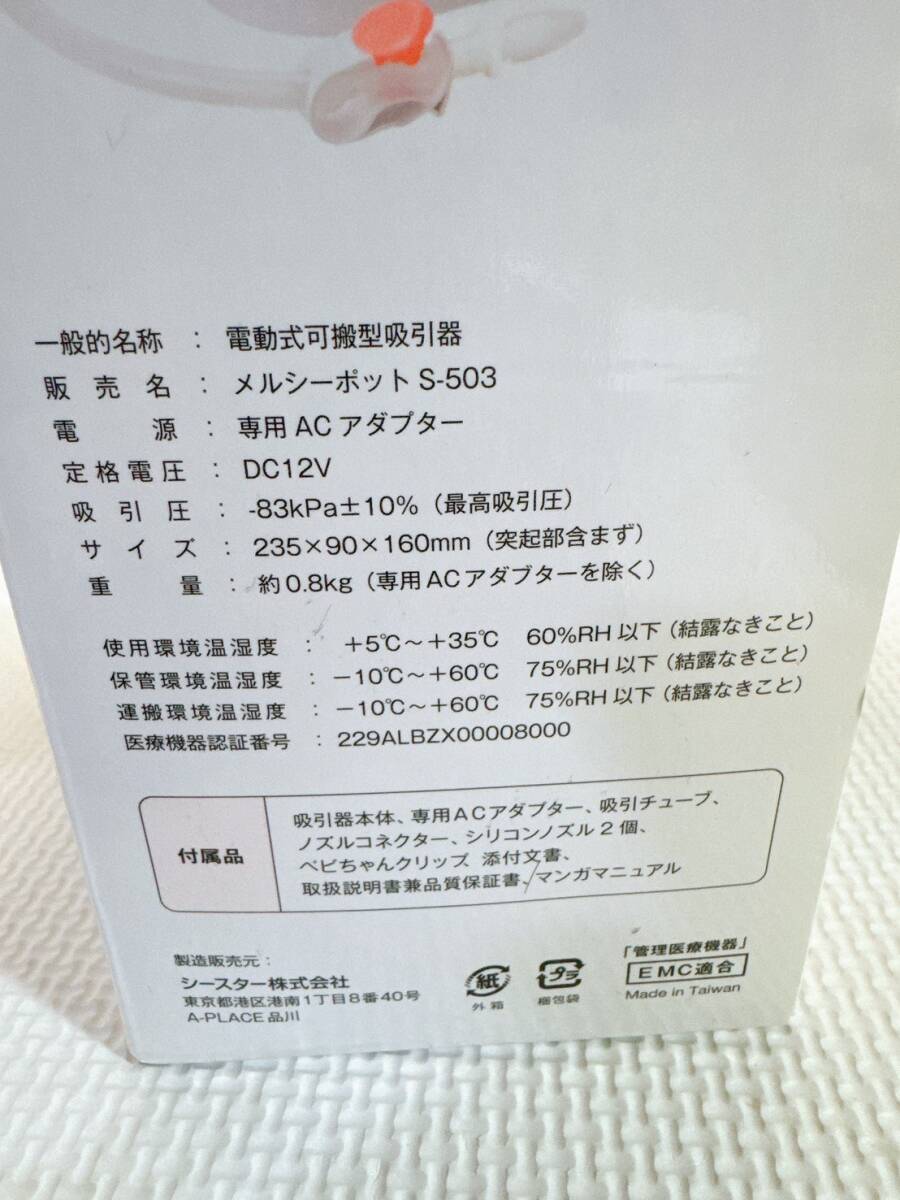 一般的名称 : 電動式可搬型吸引器
販売名 : メルシーポット S-503
電源 : 専用 AC アダプター
定格電圧 : DC12V
吸引圧 : -83kPa±10%（最高吸引圧）
サイズ : 235×90×160mm（突起部含まず）
重量 : 約0.8kg（専用ACアダプターを除く）
使用環境温湿度 : +5℃～+35℃ 60%RH 以下（結露なきこと）
保管環境温湿度 : −10℃～+60℃ 75%RH 以下（結露なきこと）
運搬環境温湿度 : −10℃～+60℃ 75%RH 以下（結露なきこと）
医療機器認証番号 : 229ALBZX00008000
付属品
吸引器本体、専用ACアダプター、吸引チューブ、
ノズルコネクター、シリコンノズル2個、
ベビちゃんクリップ、添付文書、
取扱説明書兼品質保証書、マンガマニュアル
製造販売元 :
シースター株式会社
東京都港区港南1丁目8番40号
A-PLACE 品川
紙
外箱
プラ
梱包袋
「管理医療機器」
EMC適合
Made in Taiwan